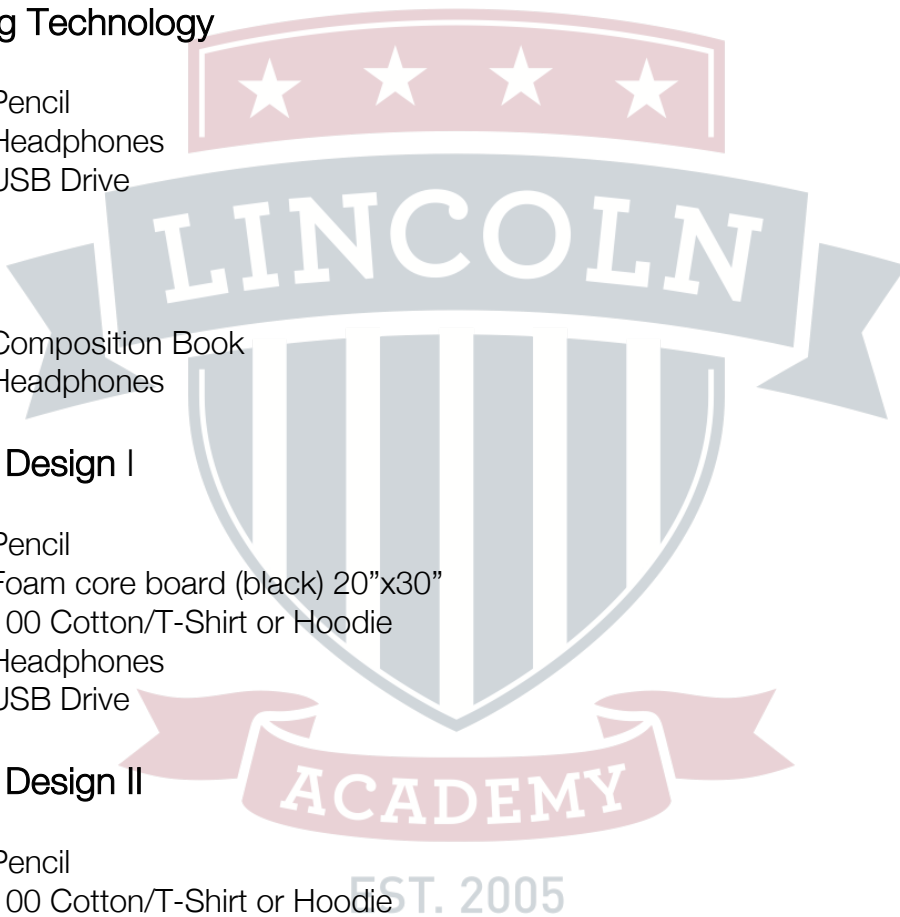 g Technology
Pencil
Headphones
USB Drive
LINCOLN
Composition Book
Headphones
Design I
Pencil
Foam core board (black) 20”x30”
00 Cotton/T-Shirt or Hoodie
Headphones
USB Drive
Design II
ACADEMY
Pencil
EST. 2005
00 Cotton/T-Shirt or Hoodie